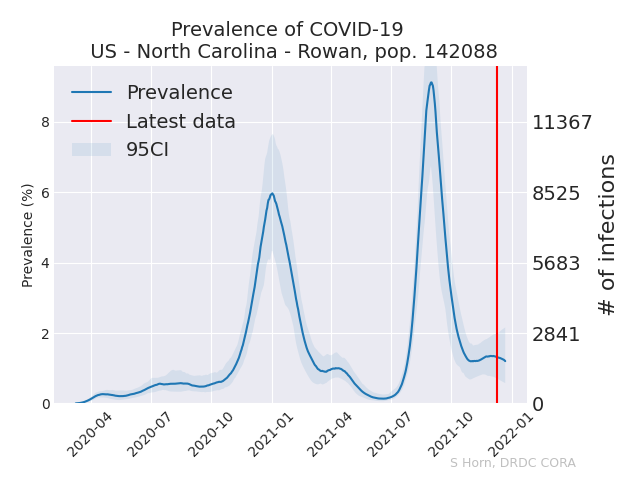 Prevalence of COVID-19
US - North Carolina - Rowan, pop. 142088
Prevalence
Latest data
95CI
Prevalence (%)
8
6
4
2
0
11367
8525
5683
2841
0
# of infections
2020-04
2020-07
2020-10
2021-01
2021-04
2021-07
2021-10
2022-01
S Horn, DRDC CORA